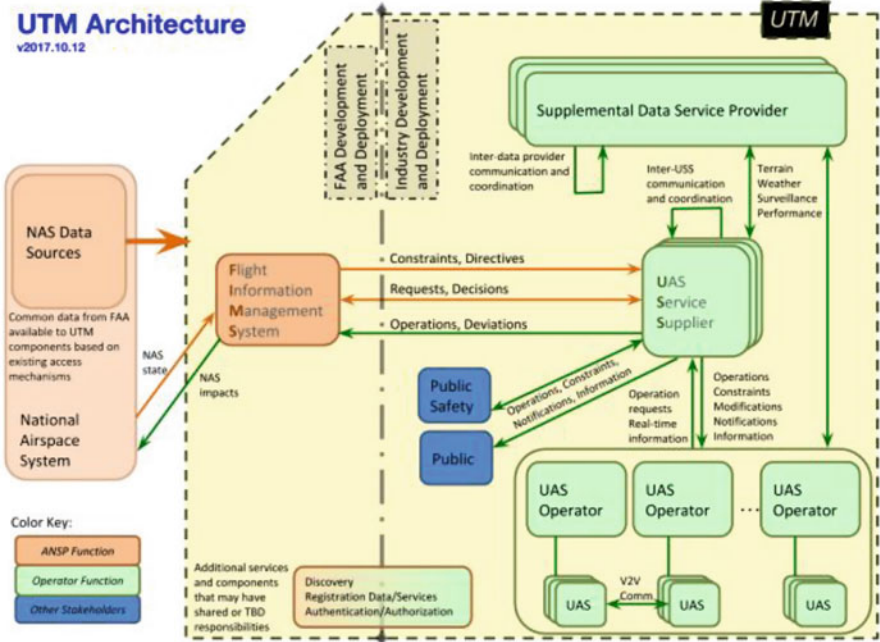 UTM Architecture
v2017.10.12
UTM
FAA Development
and Deployment
Industry Development
and Deployment
Supplemental Data Service Provider
Inter-data provider
communication and
coordination
Inter-USS
communication
and coordination
Terrain
Weather
Surveillance
Performance
NAS Data
Sources
Common data from FAA
available to UTM
components based on
existing access
mechanisms
National
Airspace
System
NAS
state
NAS
impacts
Flight
Information
Management
System
Constraints, Directives
Requests, Decisions
Operations, Deviations
UAS
Service
Supplier
Public
Safety
Public
Operations, Constraints,
Notifications, Information
Operation
requests
Real-time
information
Operations
Constraints
Modifications
Notifications
Information
UAS
Operator
UAS
Operator
...
UAS
Operator
UAS
V2V
Comm.
UAS
UAS
Color Key:
ANSP Function
Operator Function
Other Stakeholders
Additional services
and components
that may have
shared or TBD
responsibilities
Discovery
Registration Data/Services
Authentication/Authorization